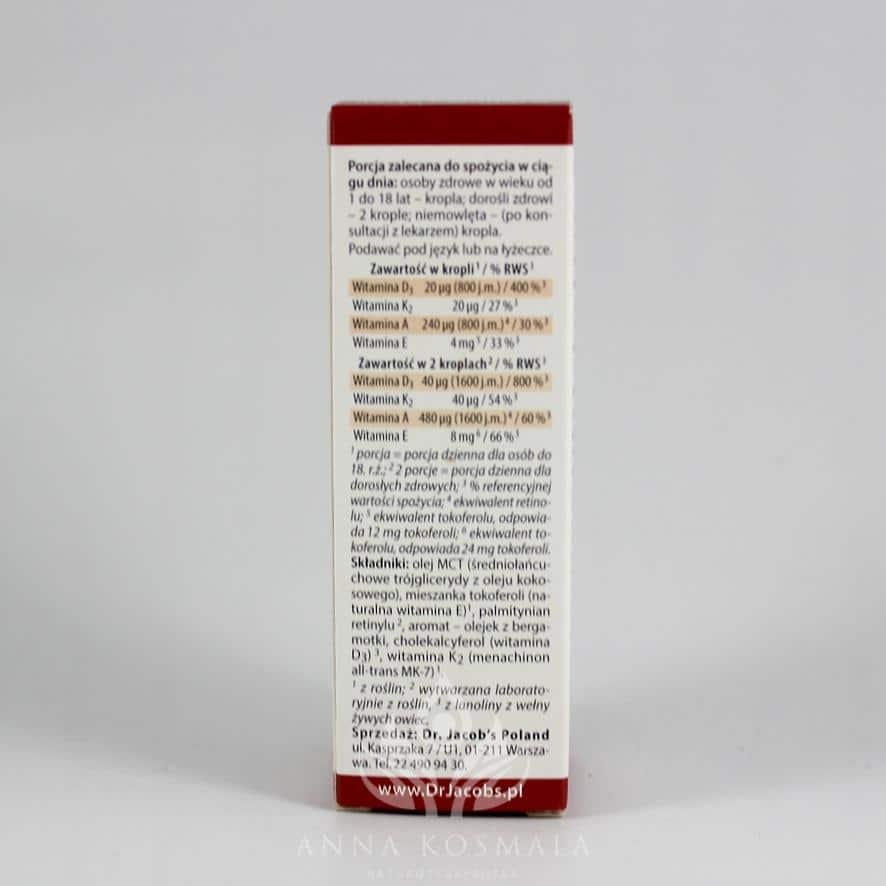 Porcja zalecana do spożycia w cią-
gu dnia: osoby zdrowe w wieku od
1 do 18 lat – kropla; dorośli zdrowi
– 2 krople; niemowlęta – (po kon-
sultacji z lekarzem) kropla.
Podawać pod język lub na łyżeczce.
Zawartość w kropli¹ / % RWS³
Witamina D₃ 20 µg (800 j.m.) / 400 %³
Witamina K₂ 20 µg / 27 %³
Witamina A 240 µg (800 j.m.)⁴ / 30 %³
Witamina E 4 mg⁵ / 33 %³
Zawartość w 2 kroplach² / % RWS³
Witamina D₃ 40 µg (1600 j.m.) / 800 %³
Witamina K₂ 40 µg / 54 %³
Witamina A 480 µg (1600 j.m.)⁴ / 60 %³
Witamina E 8 mg⁶ / 66 %³
¹ porcja = porcja dzienna dla osób do
18. r.ż.; ² 2 porcje = porcja dzienna dla
dorosłych zdrowych; ³ % referencyjnej
wartości spożycia; ⁴ ekwiwalent retino-
lu; ⁵ ekwiwalent tokoferolu, odpowia-
da 12 mg tokoferoli; ⁶ ekwiwalent to-
koferolu, odpowiada 24 mg tokoferoli.
Składniki: olej MCT (średniołańcu-
chowe trójglicerydy z oleju koko-
sowego), mieszanka tokoferoli (na-
turalna witamina E)¹, palmitynian
retinylu², aromat – olejek z berga-
motki, cholekalcyferol (witamina
D₃)³, witamina K₂ (menachinon
all-trans MK-7)¹.
¹ z roślin; ² wytwarzana laborato-
ryjnie z roślin, ³ z lanoliny z wełny
żywych owiec.
Sprzedaż: Dr. Jacob's Poland
ul. Kasprzaka 7 / U1, 01-211 Warsza-
wa. Tel. 22 490 94 30.
www.DrJacobs.pl
ANNA KOSMALA
NATUROTERAPEUTKA